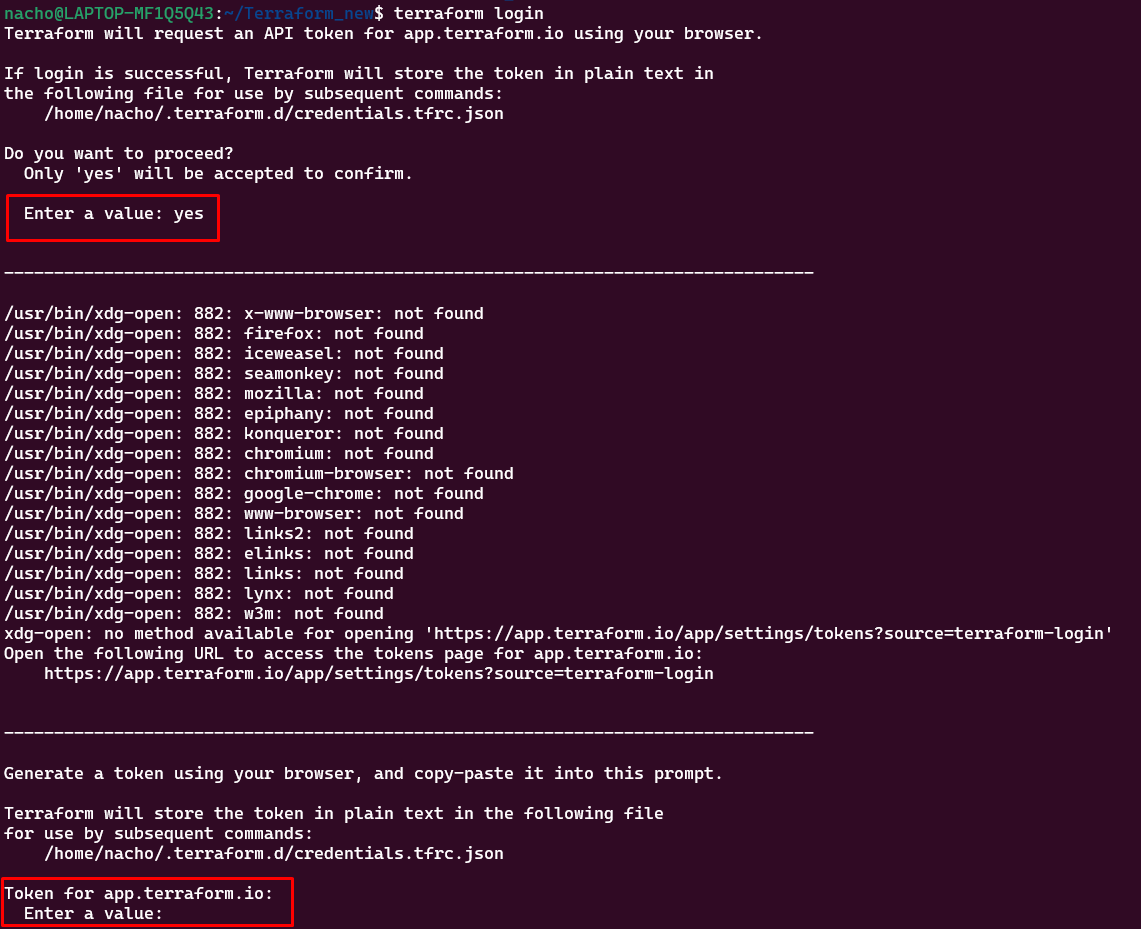 nacho@LAPTOP-MF1Q5Q43:~/Terraform_new$ terraform login
Terraform will request an API token for app.terraform.io using your browser.
If login is successful, Terraform will store the token in plain text in
the following file for use by subsequent commands:
/home/nacho/.terraform.d/credentials.tfrc.json
Do you want to proceed?
Only 'yes' will be accepted to confirm.
Enter a value: yes
---------------------------------------------------------------------------------
/usr/bin/xdg-open: 882: x-www-browser: not found
/usr/bin/xdg-open: 882: firefox: not found
/usr/bin/xdg-open: 882: iceweasel: not found
/usr/bin/xdg-open: 882: seamonkey: not found
/usr/bin/xdg-open: 882: mozilla: not found
/usr/bin/xdg-open: 882: epiphany: not found
/usr/bin/xdg-open: 882: konqueror: not found
/usr/bin/xdg-open: 882: chromium: not found
/usr/bin/xdg-open: 882: chromium-browser: not found
/usr/bin/xdg-open: 882: google-chrome: not found
/usr/bin/xdg-open: 882: www-browser: not found
/usr/bin/xdg-open: 882: links2: not found
/usr/bin/xdg-open: 882: elinks: not found
/usr/bin/xdg-open: 882: links: not found
/usr/bin/xdg-open: 882: lynx: not found
/usr/bin/xdg-open: 882: w3m: not found
xdg-open: no method available for opening 'https://app.terraform.io/app/settings/tokens?source=terraform-login'
Open the following URL to access the tokens page for app.terraform.io:
https://app.terraform.io/app/settings/tokens?source=terraform-login
---------------------------------------------------------------------------------
Generate a token using your browser, and copy-paste it into this prompt.
Terraform will store the token in plain text in the following file
for use by subsequent commands:
/home/nacho/.terraform.d/credentials.tfrc.json
Token for app.terraform.io:
Enter a value: